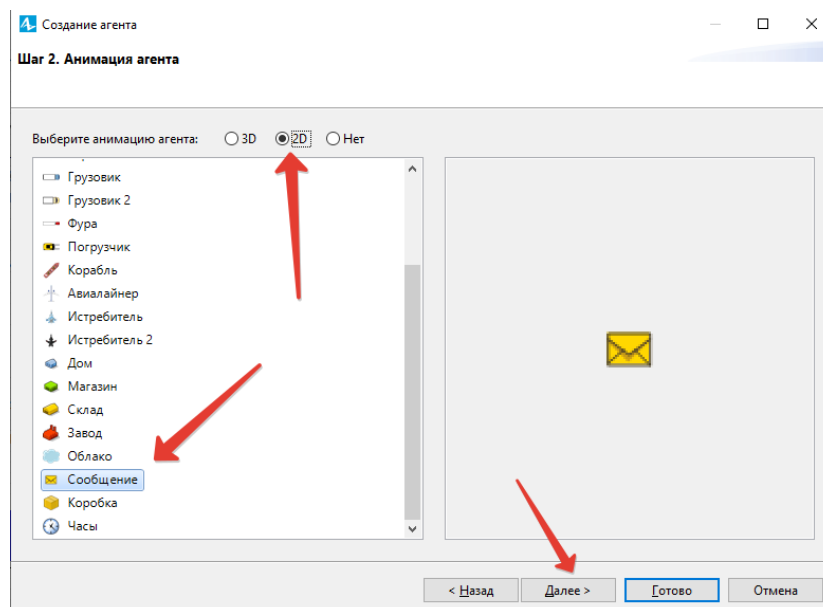 Создание агента
Шаг 2. Анимация агента
Выберите анимацию агента: 3D 2D Нет
Грузовик
Грузовик 2
Фура
Погрузчик
Корабль
Авиалайнер
Истребитель
Истребитель 2
Дом
Магазин
Склад
Завод
Облако
Сообщение
Коробка
Часы
< Назад Далее > Готово Отмена